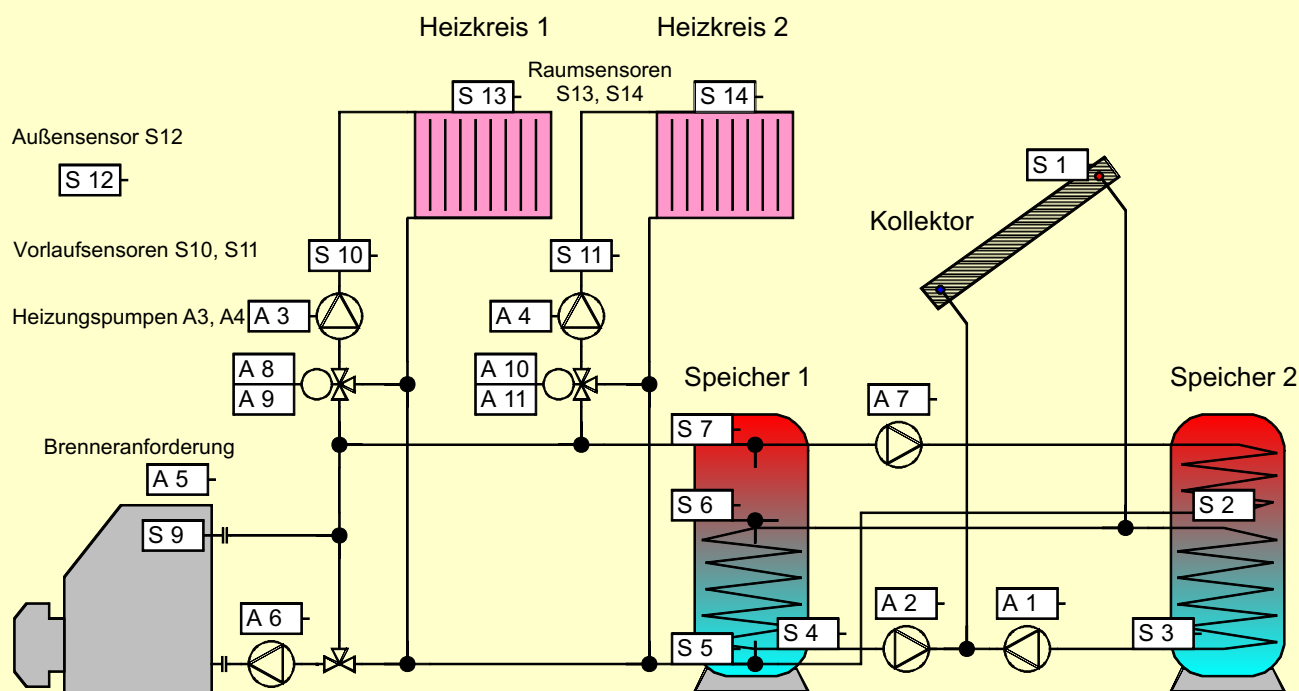 Heizkreis 1
Heizkreis 2
Raumsensoren
S13, S14
S 13
S 14
Außensensor S12
S 12
S 1
Kollektor
Vorlaufsensoren S10, S11
S 10
S 11
Heizungspumpen A3, A4
A 3
A 4
A 8
A 9
A 10
A 11
Speicher 1
Speicher 2
A 7
S 7
Brenneranforderung
A 5
S 6
S 2
S 9
A 6
A 2
A 1
S 5
S 4
S 3